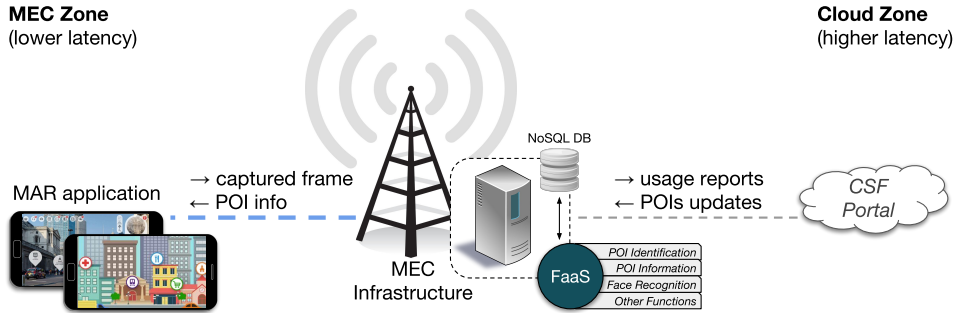 MEC Zone
(lower latency)
Cloud Zone
(higher latency)
NoSQL DB
MAR application
→ captured frame
← POI info
→ usage reports
← POIs updates
CSF
Portal
MEC
Infrastructure
FaaS
POI Identification
POI Information
Face Recognition
Other Functions